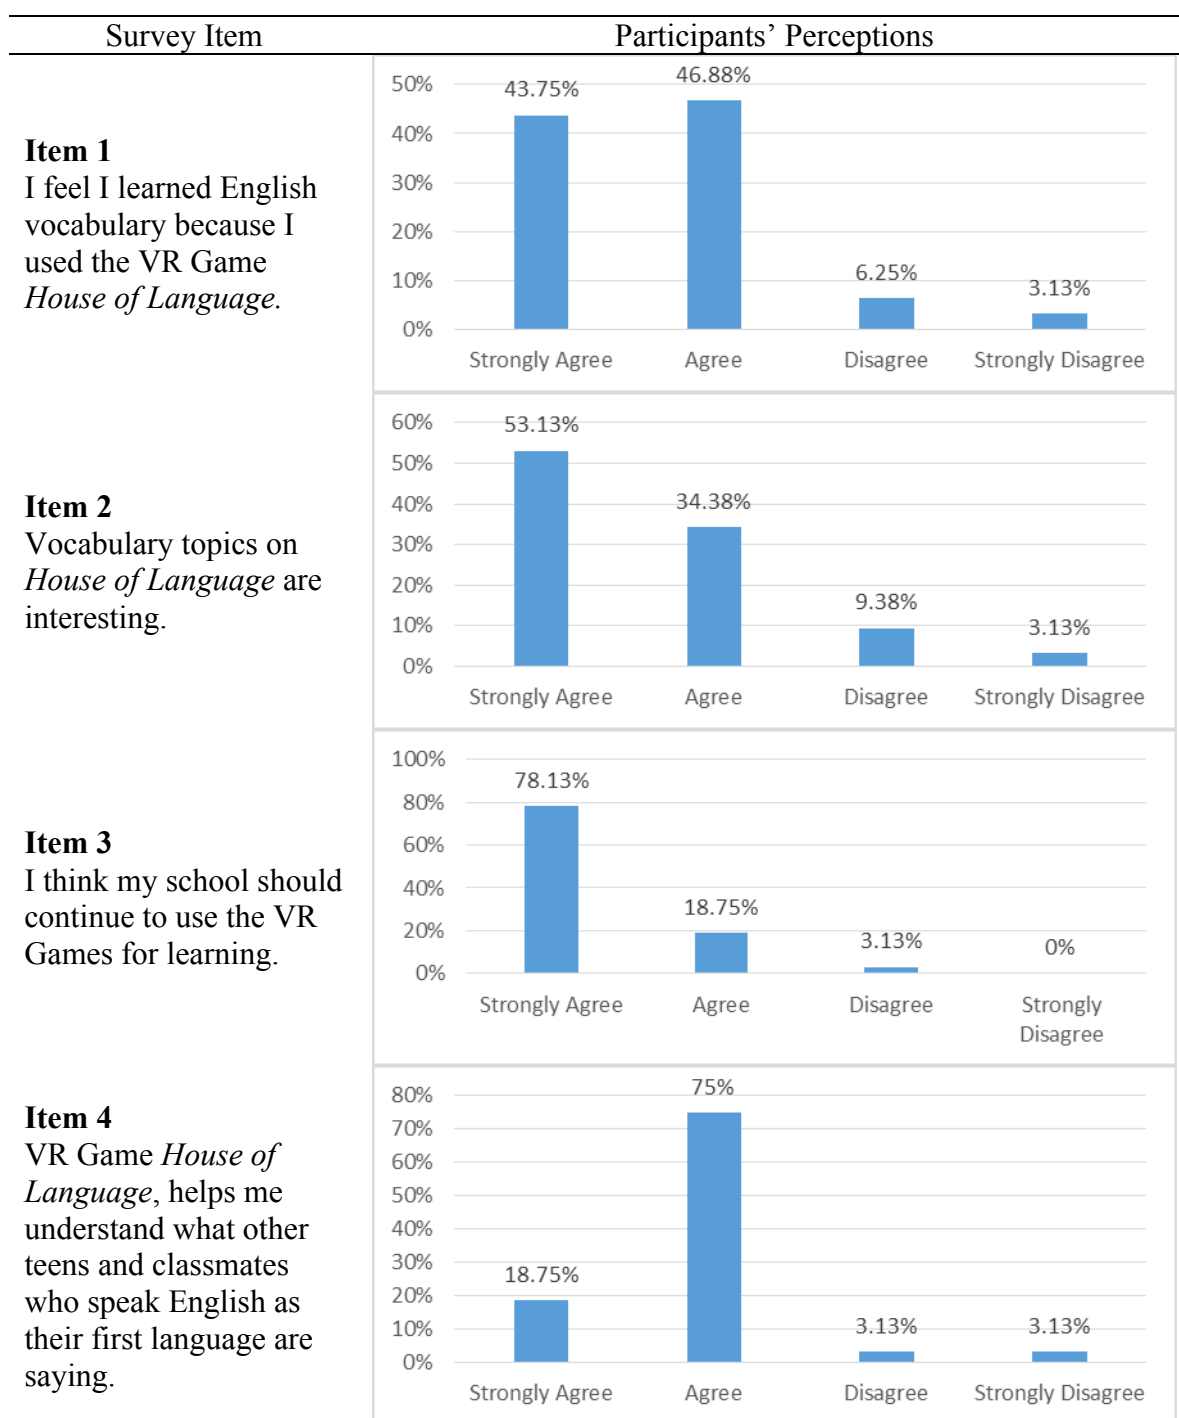 Survey Item Participants’ Perceptions
Item 1
I feel I learned English
vocabulary because I
used the VR Game
House of Language.
50%
40%
30%
20%
10%
0%
43.75%
46.88%
6.25%
3.13%
Strongly Agree Agree Disagree Strongly Disagree
Item 2
Vocabulary topics on
House of Language are
interesting.
60%
50%
40%
30%
20%
10%
0%
53.13%
34.38%
9.38%
3.13%
Strongly Agree Agree Disagree Strongly Disagree
Item 3
I think my school should
continue to use the VR
Games for learning.
100%
80%
60%
40%
20%
0%
78.13%
18.75%
3.13%
0%
Strongly Agree Agree Disagree Strongly
Disagree
Item 4
VR Game House of
Language, helps me
understand what other
teens and classmates
who speak English as
their first language are
saying.
80%
70%
60%
50%
40%
30%
20%
10%
0%
18.75%
75%
3.13%
3.13%
Strongly Agree Agree Disagree Strongly Disagree